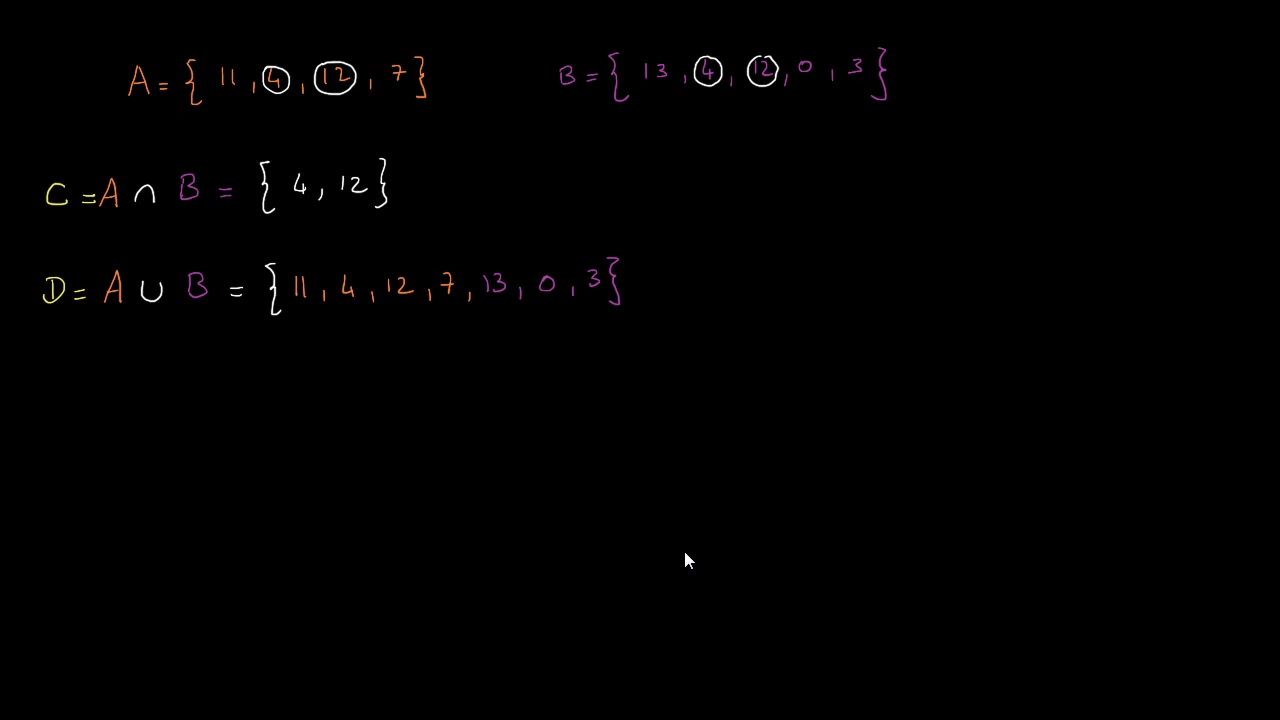 A = { 11 , 4 , 12 , 7 }
B = { 13 , 4 , 12 , 0 , 3 }
C = A ∩ B = { 4 , 12 }
D = A ∪ B = { 11 , 4 , 12 , 7 , 13 , 0 , 3 }